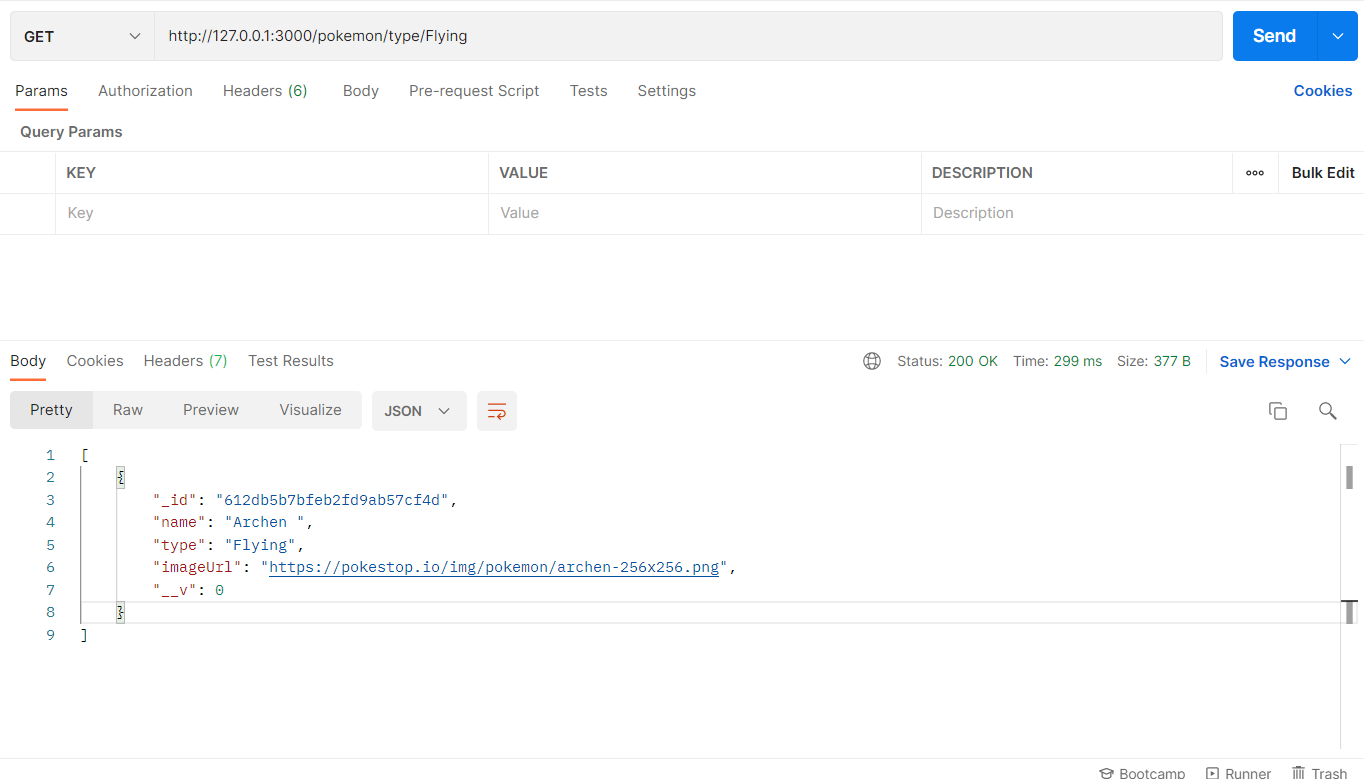 GET http://127.0.0.1:3000/pokemon/type/Flying Send
Params Authorization Headers (6) Body Pre-request Script Tests Settings Cookies
Query Params
KEY VALUE DESCRIPTION ooo Bulk Edit
Key Value Description
Body Cookies Headers (7) Test Results Status: 200 OK Time: 299 ms Size: 377 B Save Response
Pretty Raw Preview Visualize JSON
1 [
2 {
3 "_id": "612db5b7bfeb2fd9ab57cf4d",
4 "name": "Archen ",
5 "type": "Flying",
6 "imageUrl": "https://pokestop.io/img/pokemon/archen-256x256.png",
7 "__v": 0
8 }
9 ]
Bootcamp Runner Trash